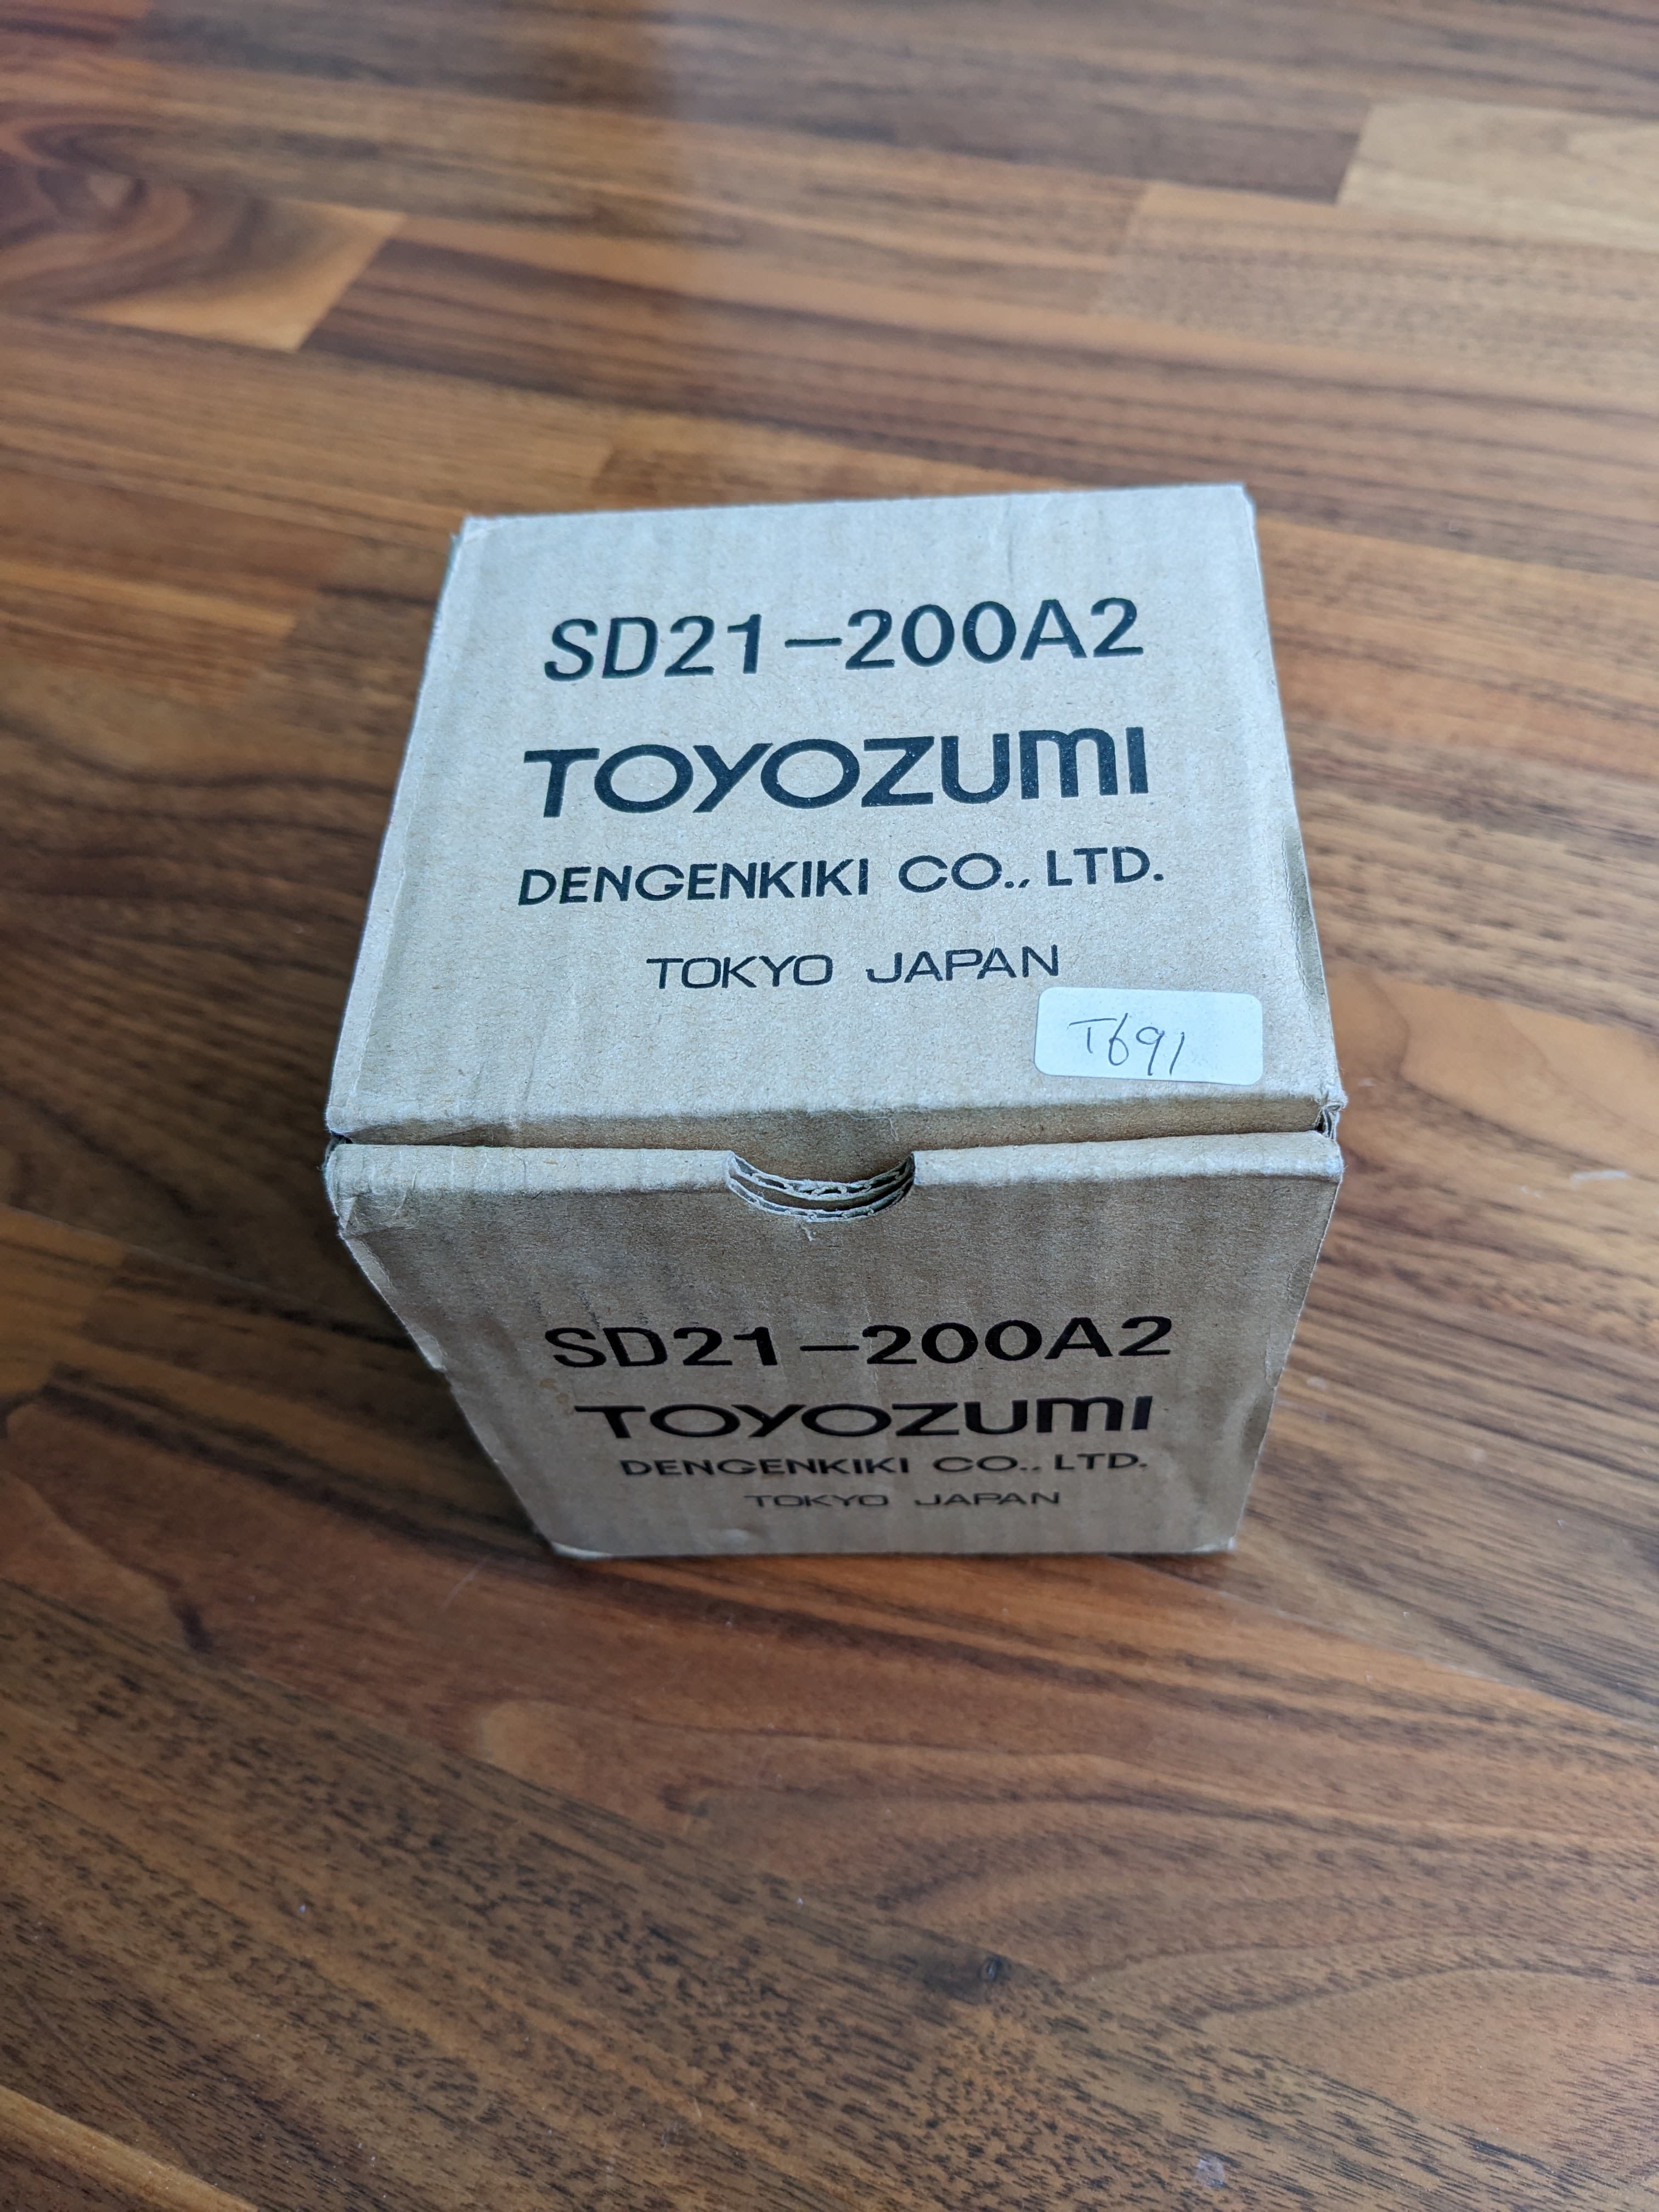 SD21-200A2
TOYOZUMI
DENGENKIKI CO., LTD.
TOKYO JAPAN
T691
SD21-200A2
TOYOZUMI
DENGENKIKI CO., LTD.
TOKYO JAPAN